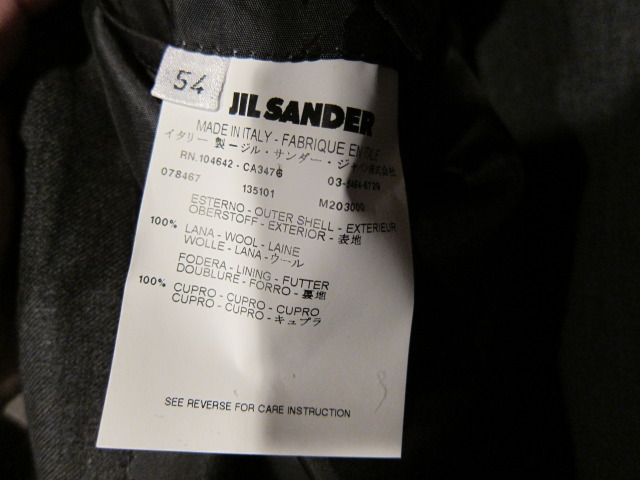 54
JIL SANDER
MADE IN ITALY - FABRIQUE EN
イタリー 製 - ジル・サンダー・ジャパン株式会社
RN.104642 - CA3476
078467 135101 M203000
ESTERNO - OUTER SHELL - EXTERIEUR
OBERSTOFF - EXTERIOR - 表地
100% LANA - WOOL - LAINE
WOLLE - LANA - ウール
FODERA - LINING - FUTTER
DOUBLURE - FORRO - 裏地
100% CUPRO - CUPRO - CUPRO
CUPRO - CUPRO - キュプラ
SEE REVERSE FOR CARE INSTRUCTION